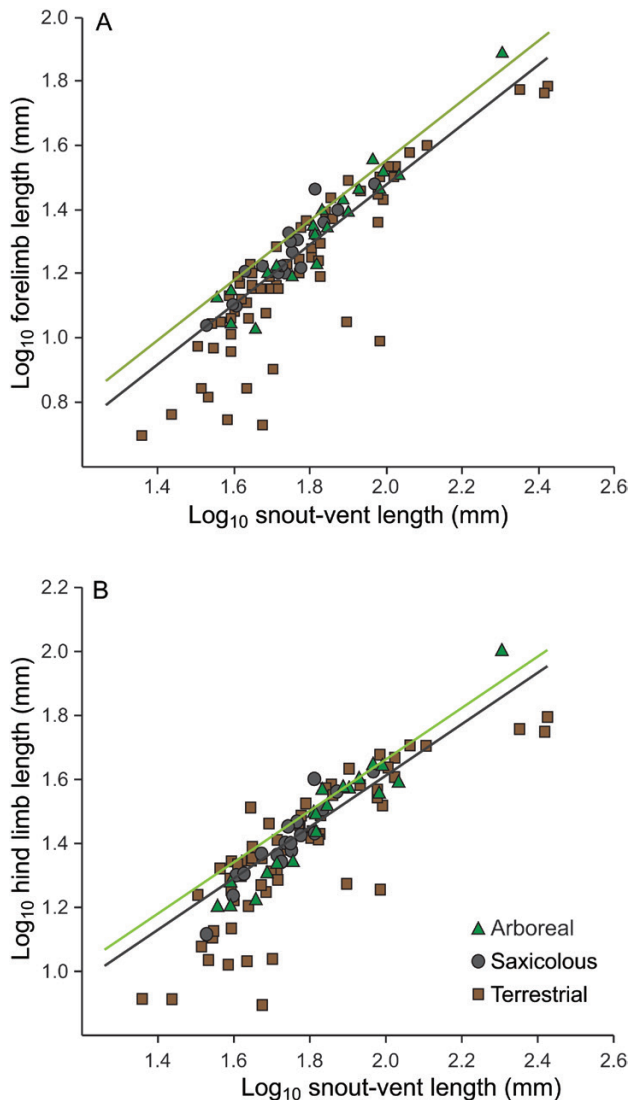 A
2.0
1.8
1.6
1.4
1.2
1.0
0.8
Log₁₀ forelimb length (mm)
1.4 1.6 1.8 2.0 2.2 2.4 2.6
Log₁₀ snout-vent length (mm)
B
2.2
2.0
1.8
1.6
1.4
1.2
1.0
Log₁₀ hind limb length (mm)
Arboreal
Saxicolous
Terrestrial
1.4 1.6 1.8 2.0 2.2 2.4 2.6
Log₁₀ snout-vent length (mm)